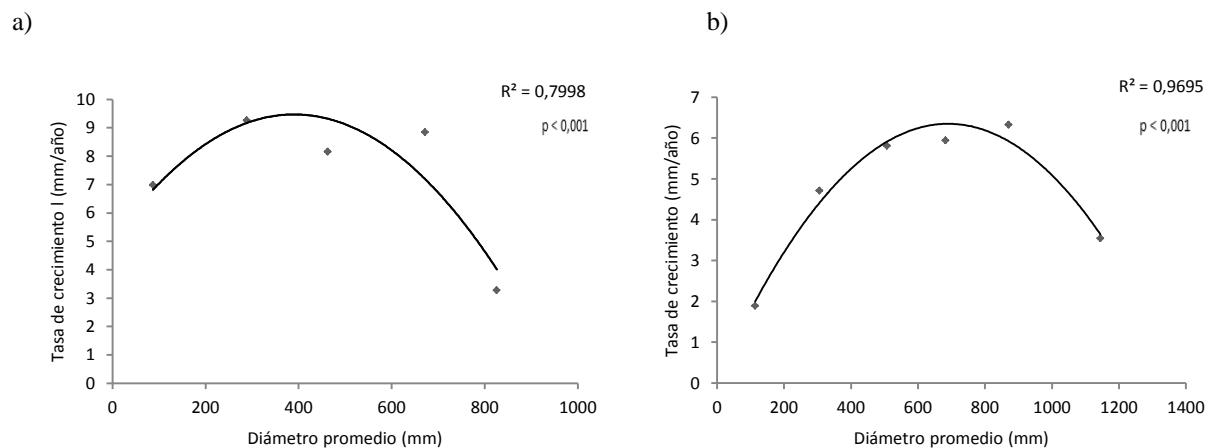 a)
R² = 0,7998
p < 0,001
Tasa de crecimiento l (mm/año)
10
9
8
7
6
5
4
3
2
1
0
0 200 400 600 800 1000
Diámetro promedio (mm)
b)
R² = 0,9695
p < 0,001
Tasa de crecimiento (mm/año)
7
6
5
4
3
2
1
0
0 200 400 600 800 1000 1200 1400
Diámetro promedio (mm)